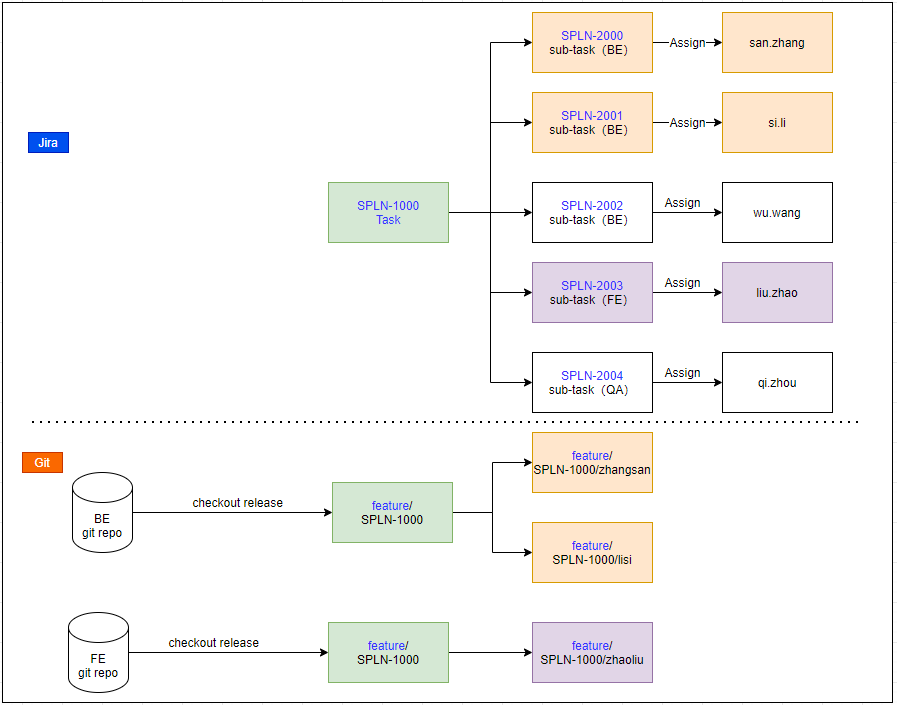 SPLN-2000
sub-task（BE）
Assign
san.zhang
SPLN-2001
sub-task（BE）
Assign
si.li
Jira
SPLN-1000
Task
SPLN-2002
sub-task（BE）
Assign
wu.wang
SPLN-2003
sub-task（FE）
Assign
liu.zhao
SPLN-2004
sub-task（QA）
Assign
qi.zhou
Git
BE
git repo
checkout release
feature/
SPLN-1000
feature/
SPLN-1000/zhangsan
feature/
SPLN-1000/lisi
FE
git repo
checkout release
feature/
SPLN-1000
feature/
SPLN-1000/zhaoliu